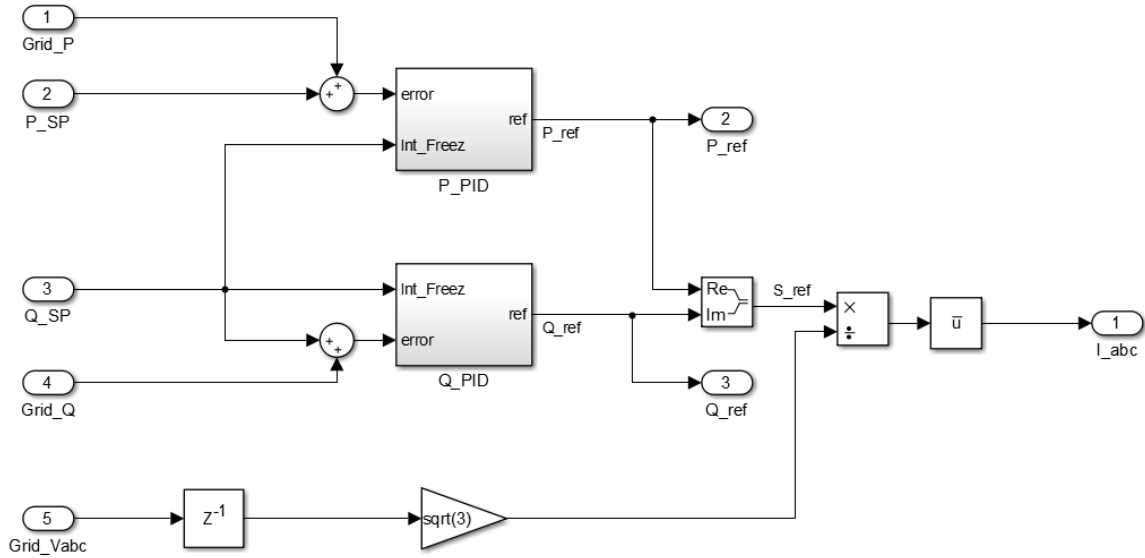 1
Grid_P
2
P_SP
+
+
error
ref
Int_Freez
P_PID
P_ref
2
P_ref
3
Q_SP
Int_Freez
ref
error
Q_PID
Q_ref
+
+
4
Grid_Q
Re
Im
S_ref
×
÷
u
1
I_abc
3
Q_ref
5
Grid_Vabc
Z-1
sqrt(3)